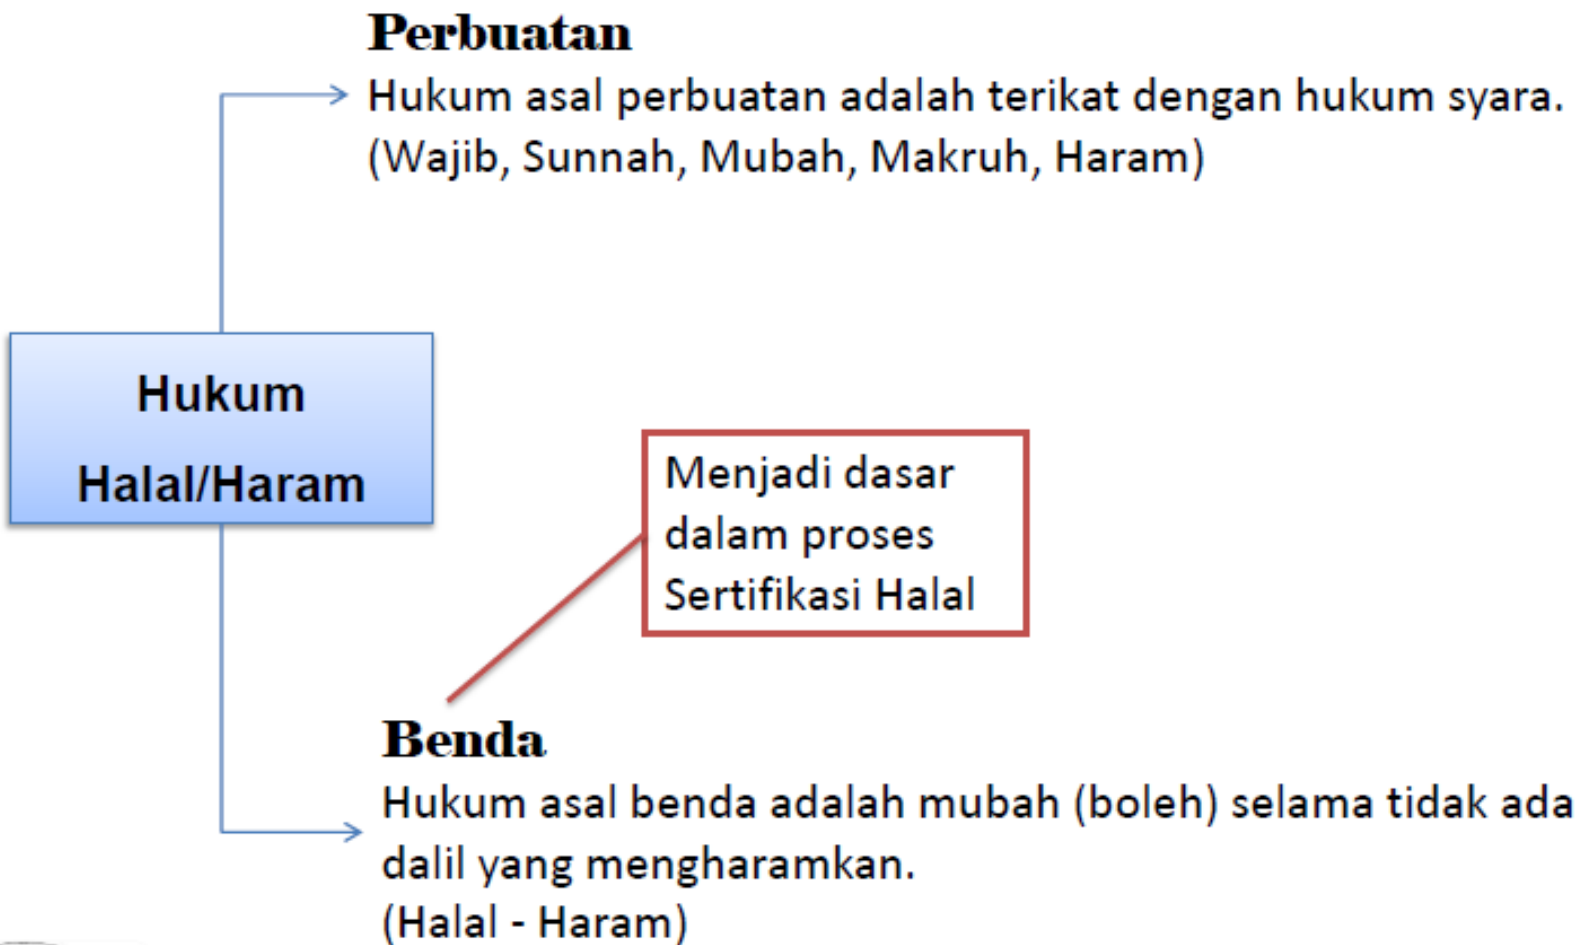 Perbuatan
Hukum asal perbuatan adalah terikat dengan hukum syara.
(Wajib, Sunnah, Mubah, Makruh, Haram)
Hukum
Halal/Haram
Menjadi dasar
dalam proses
Sertifikasi Halal
Benda
Hukum asal benda adalah mubah (boleh) selama tidak ada
dalil yang mengharamkan.
(Halal - Haram)